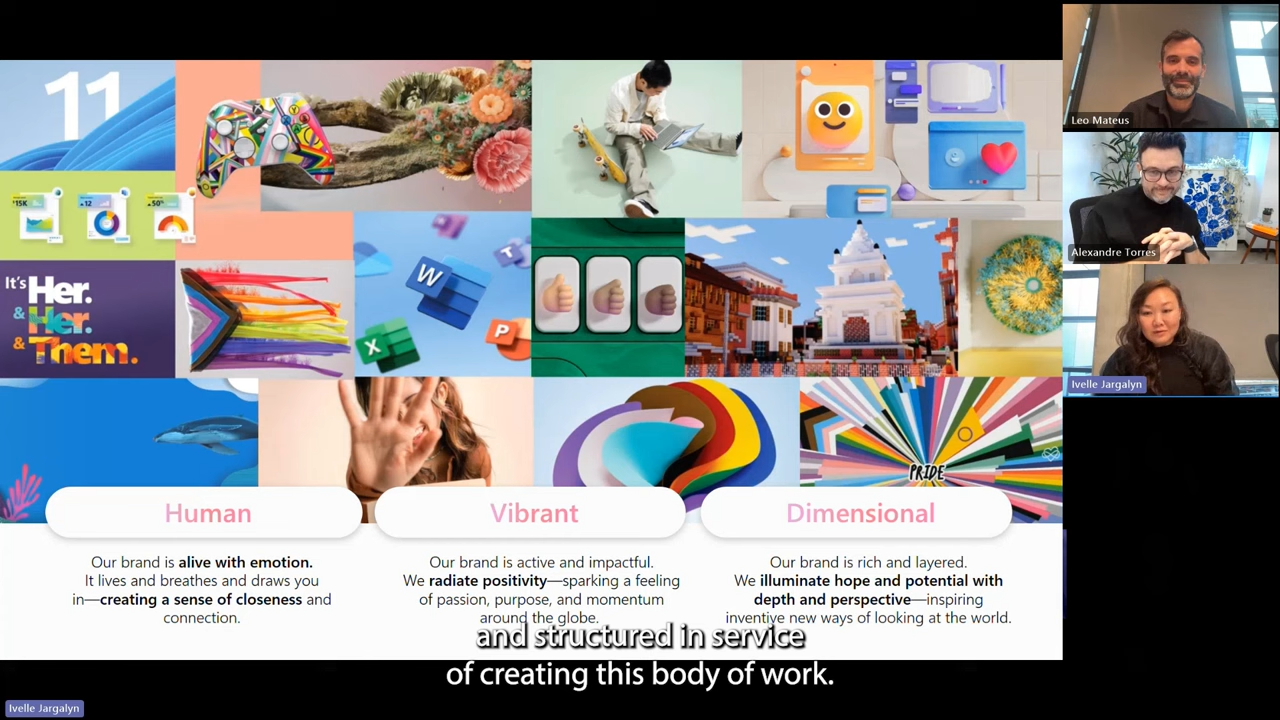 11
15K
12
50%
It's Her.
& Her.
& Them.
W
T
X
P
PRIDE
Human
Vibrant
Dimensional
Our brand is alive with emotion.
It lives and breathes and draws you
in—creating a sense of closeness and
connection.
Our brand is active and impactful.
We radiate positivity—sparking a feeling
of passion, purpose, and momentum
around the globe.
Our brand is rich and layered.
We illuminate hope and potential with
depth and perspective—inspiring
inventive new ways of looking at the world.
and structured in service
of creating this body of work.
Leo Mateus
Alexandre Torres
Ivelle Jargalyn
Ivelle Jargalyn